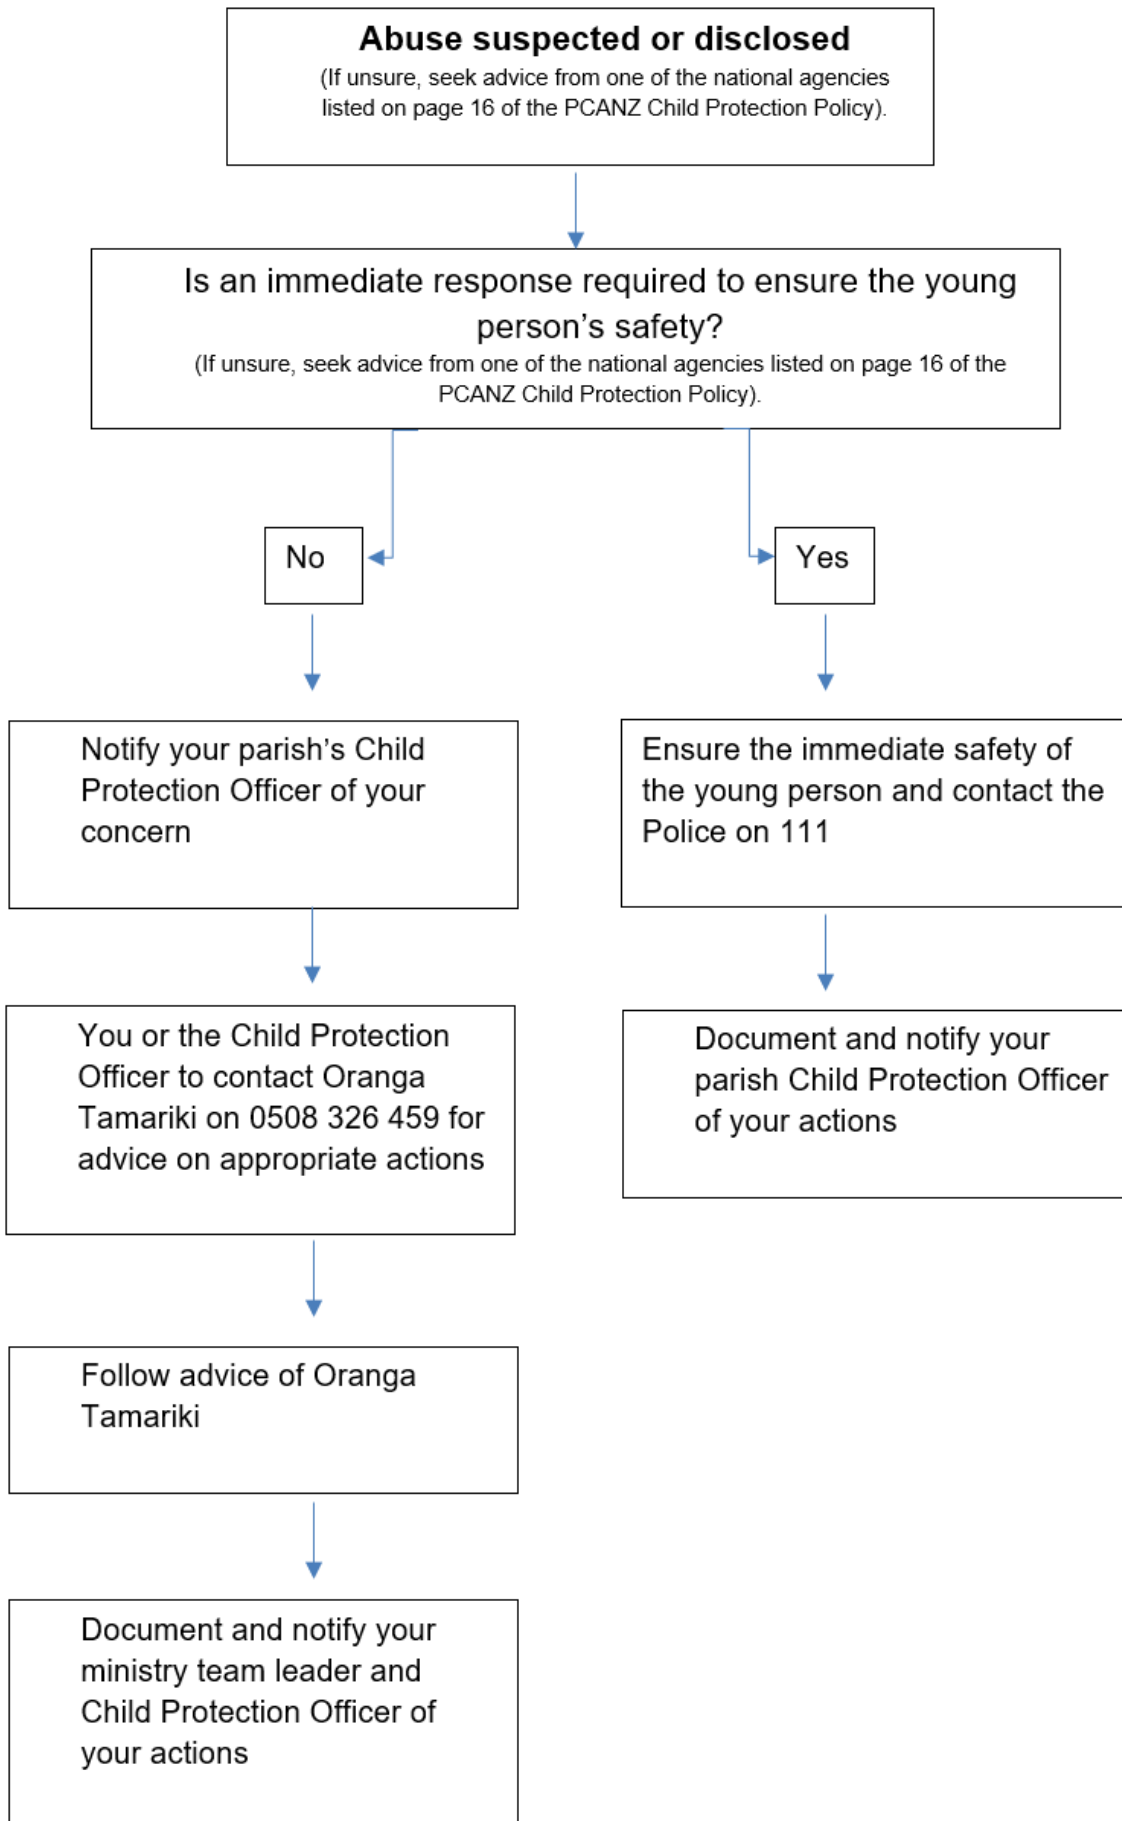 Abuse suspected or disclosed
(If unsure, seek advice from one of the national agencies
listed on page 16 of the PCANZ Child Protection Policy).
Is an immediate response required to ensure the young
person’s safety?
(If unsure, seek advice from one of the national agencies listed on page 16 of the
PCANZ Child Protection Policy).
No
Yes
Notify your parish’s Child
Protection Officer of your
concern
Ensure the immediate safety of
the young person and contact the
Police on 111
You or the Child Protection
Officer to contact Oranga
Tamariki on 0508 326 459 for
advice on appropriate actions
Document and notify your
parish Child Protection Officer
of your actions
Follow advice of Oranga
Tamariki
Document and notify your
ministry team leader and
Child Protection Officer of
your actions